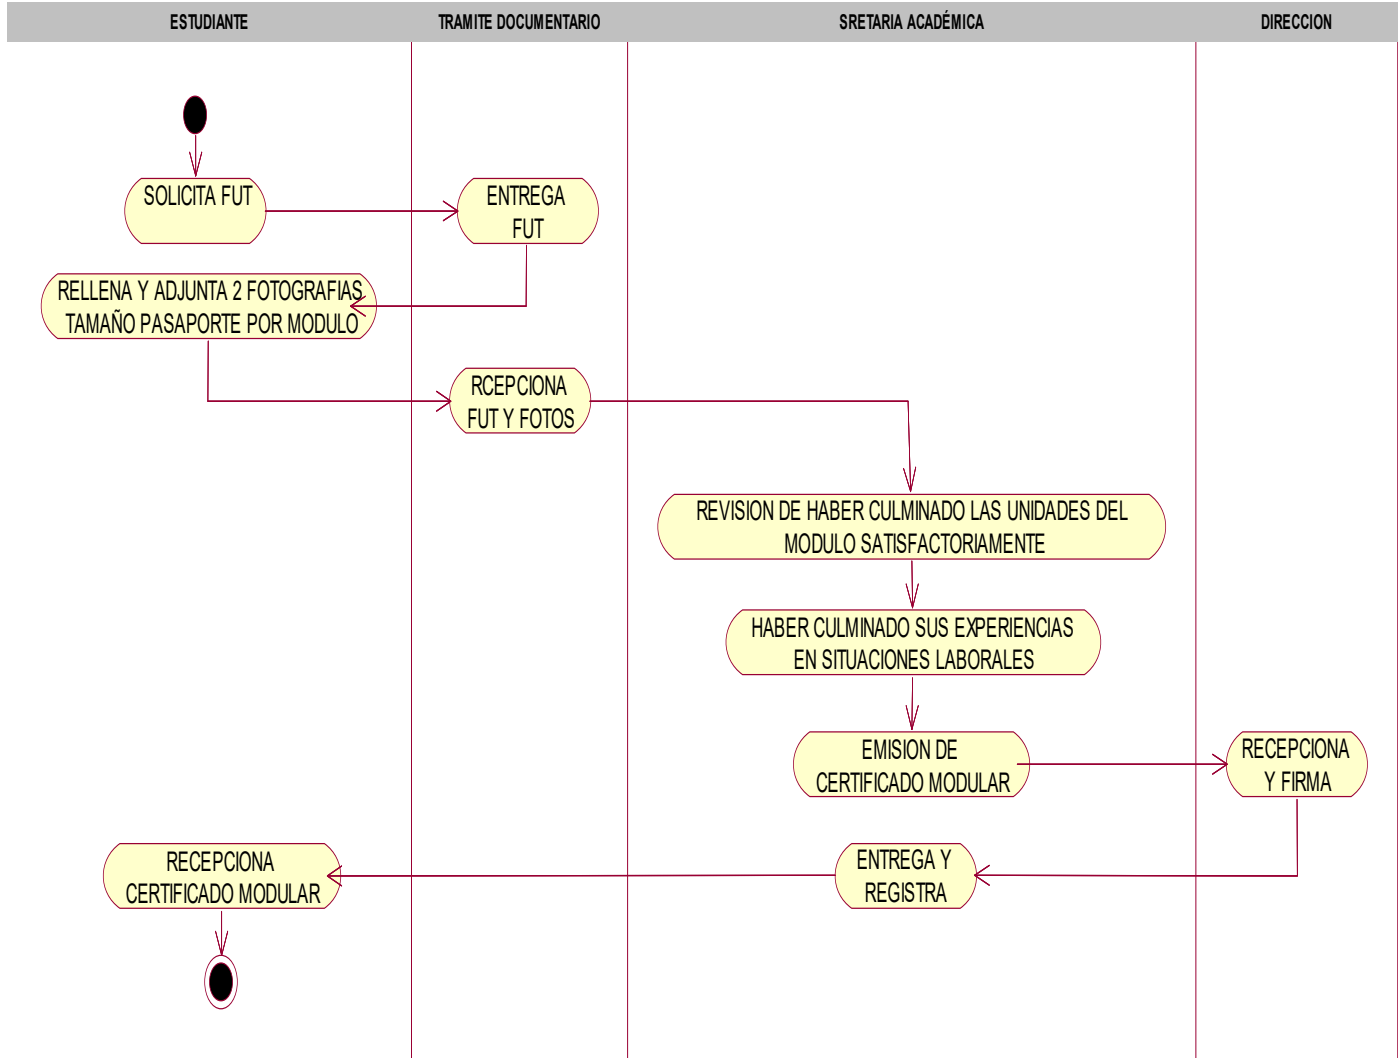 ESTUDIANTE
TRAMITE DOCUMENTARIO
SRETARIA ACADÉMICA
DIRECCION
SOLICITA FUT
ENTREGA
FUT
RELLENA Y ADJUNTA 2 FOTOGRAFIAS
TAMAÑO PASAPORTE POR MODULO
RCEPCIONA
FUT Y FOTOS
REVISION DE HABER CULMINADO LAS UNIDADES DEL
MODULO SATISFACTORIAMENTE
HABER CULMINADO SUS EXPERIENCIAS
EN SITUACIONES LABORALES
EMISION DE
CERTIFICADO MODULAR
RECEPCIONA
Y FIRMA
ENTREGA Y
REGISTRA
RECEPCIONA
CERTIFICADO MODULAR